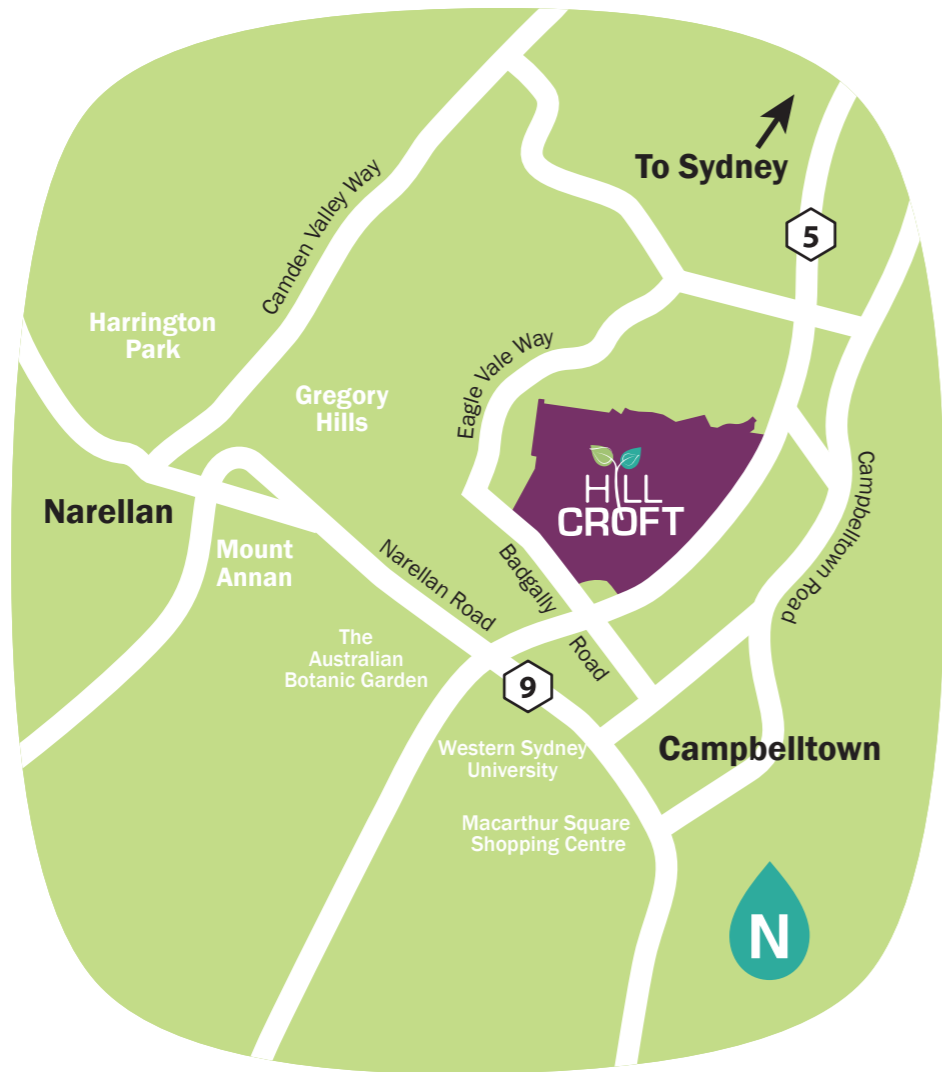 To Sydney
5
Camden Valley Way
Harrington
Park
Gregory
Hills
Eagle Vale Way
HILL
CROFT
Campbelltown Road
Narellan
Mount
Annan
Narellan Road
Badgally
Road
The
Australian
Botanic Garden
9
Western Sydney
University
Campbelltown
Macarthur Square
Shopping Centre
N